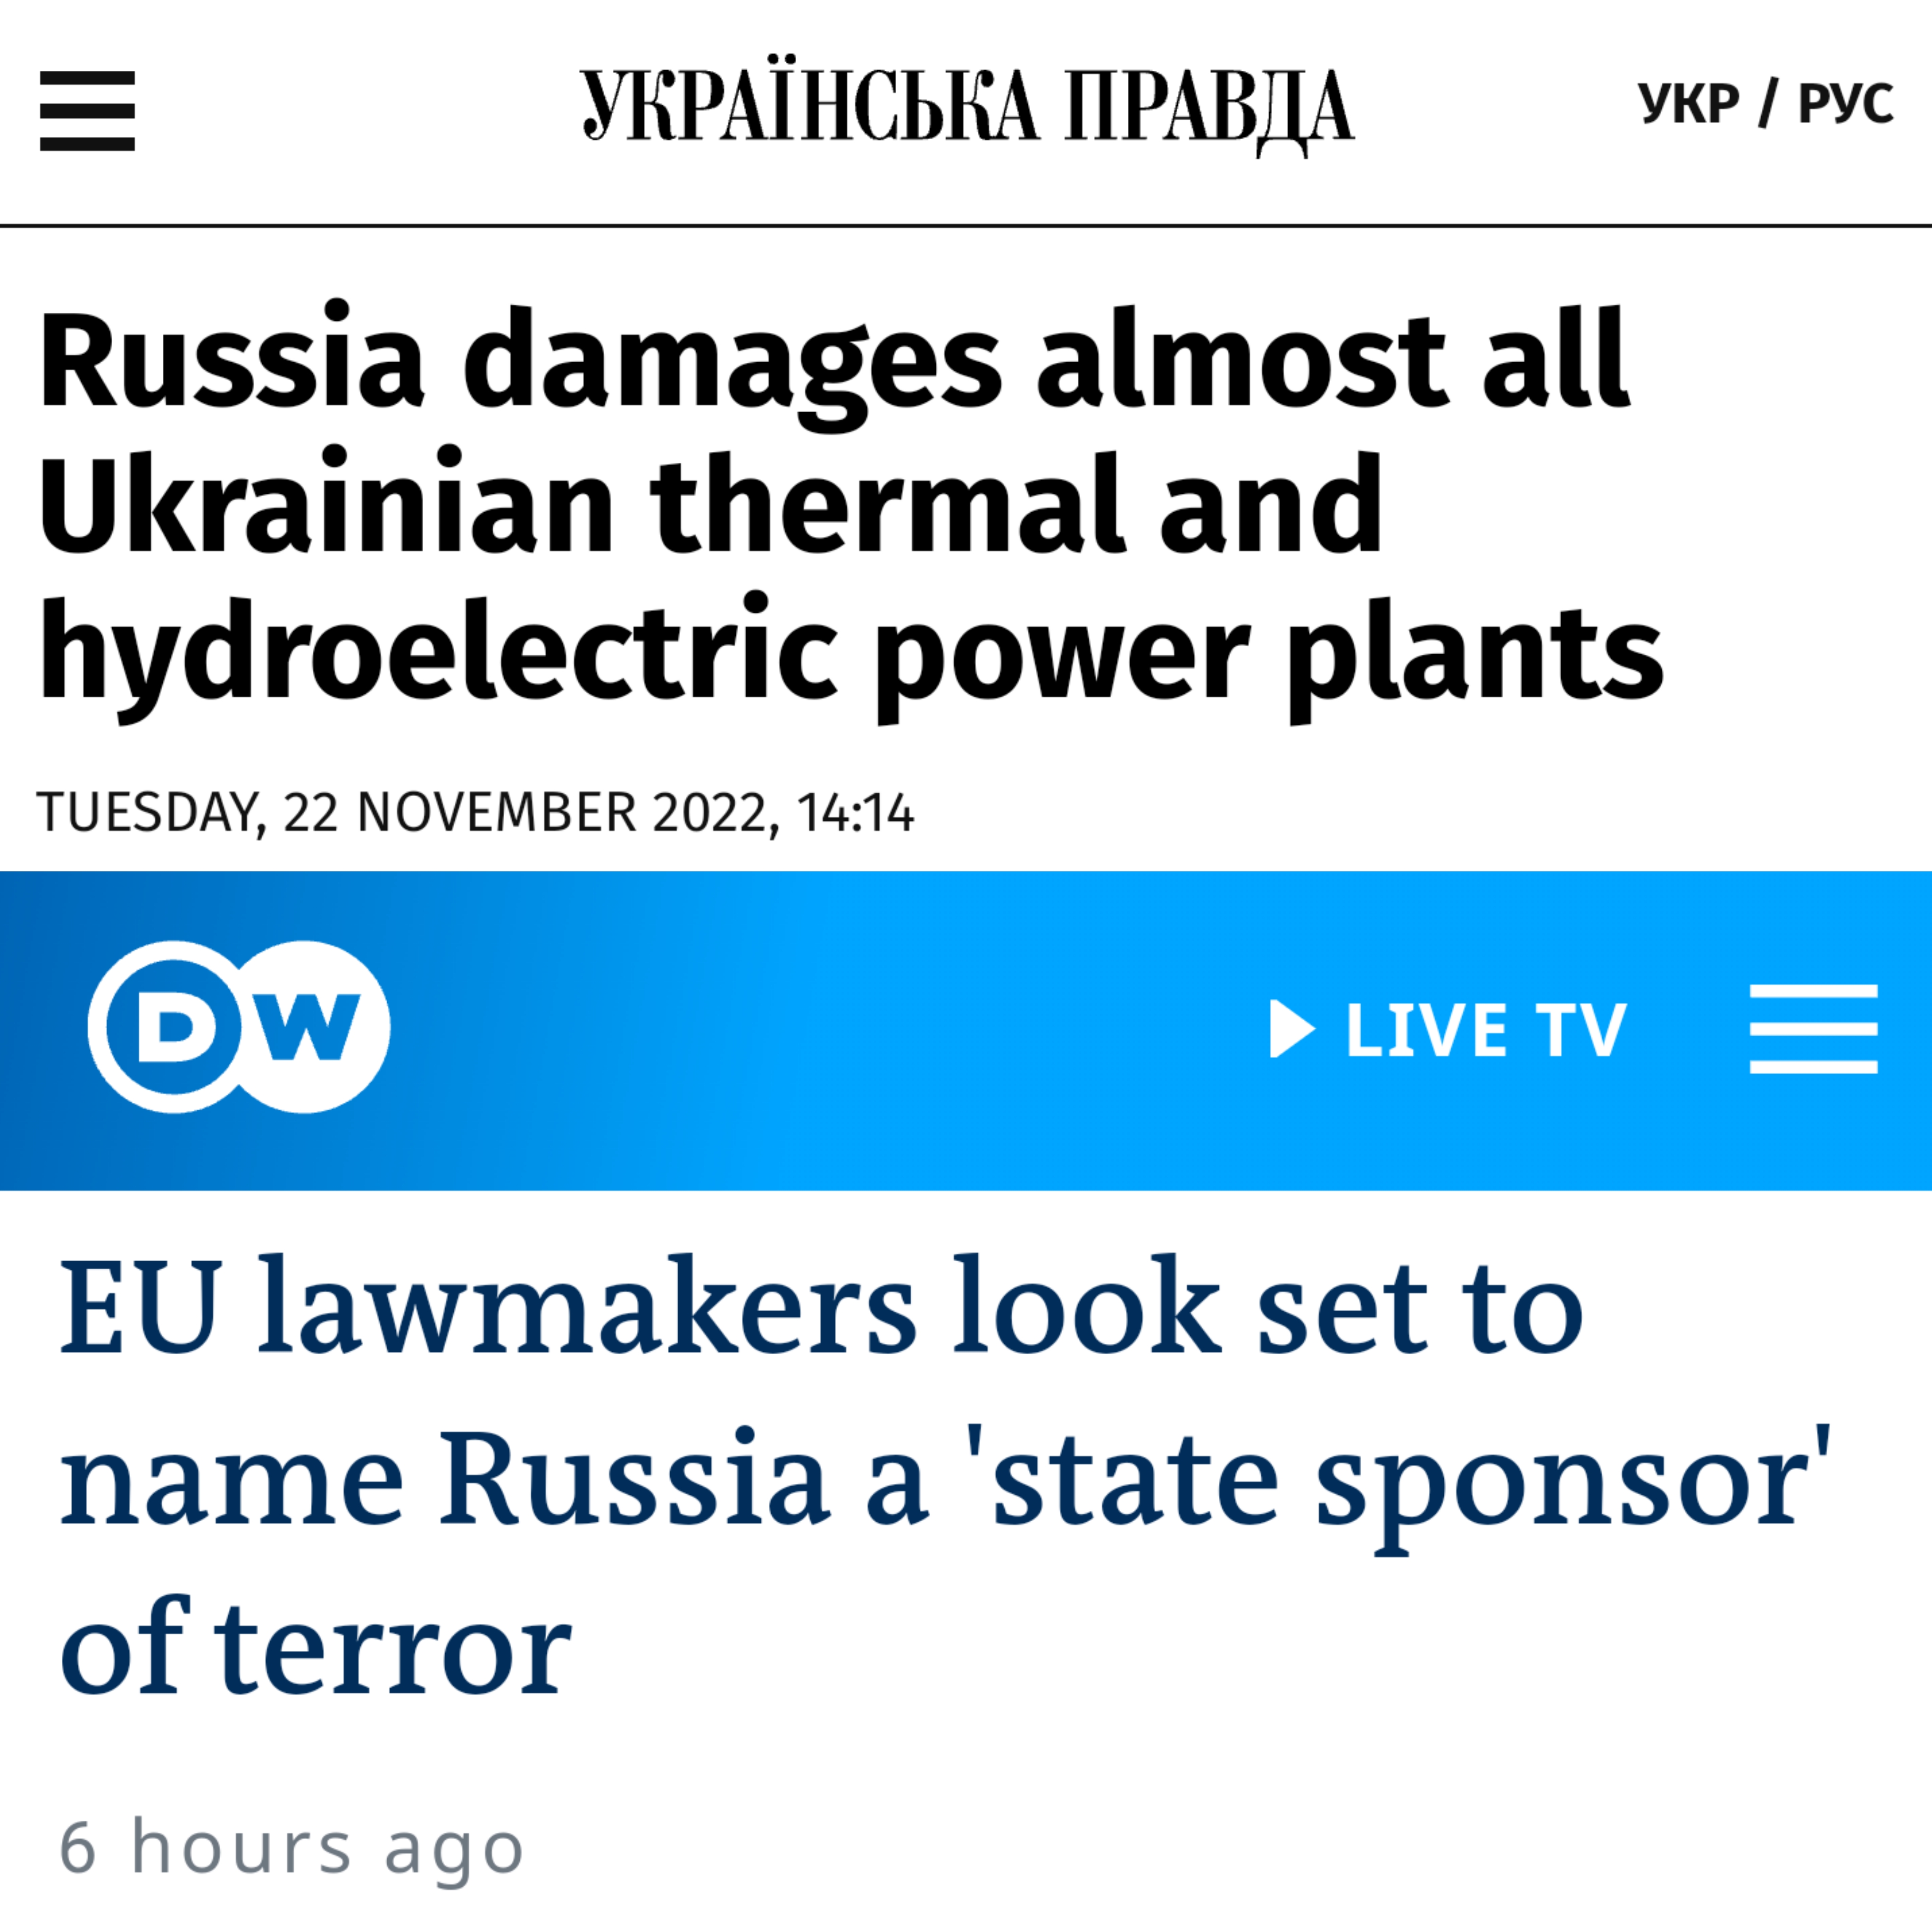 УКРАЇНСЬКА ПРАВДА
УКР / РУС
Russia damages almost all
Ukrainian thermal and
hydroelectric power plants
TUESDAY, 22 NOVEMBER 2022, 14:14
DW
LIVE TV
EU lawmakers look set to
name Russia a 'state sponsor'
of terror
6 hours ago